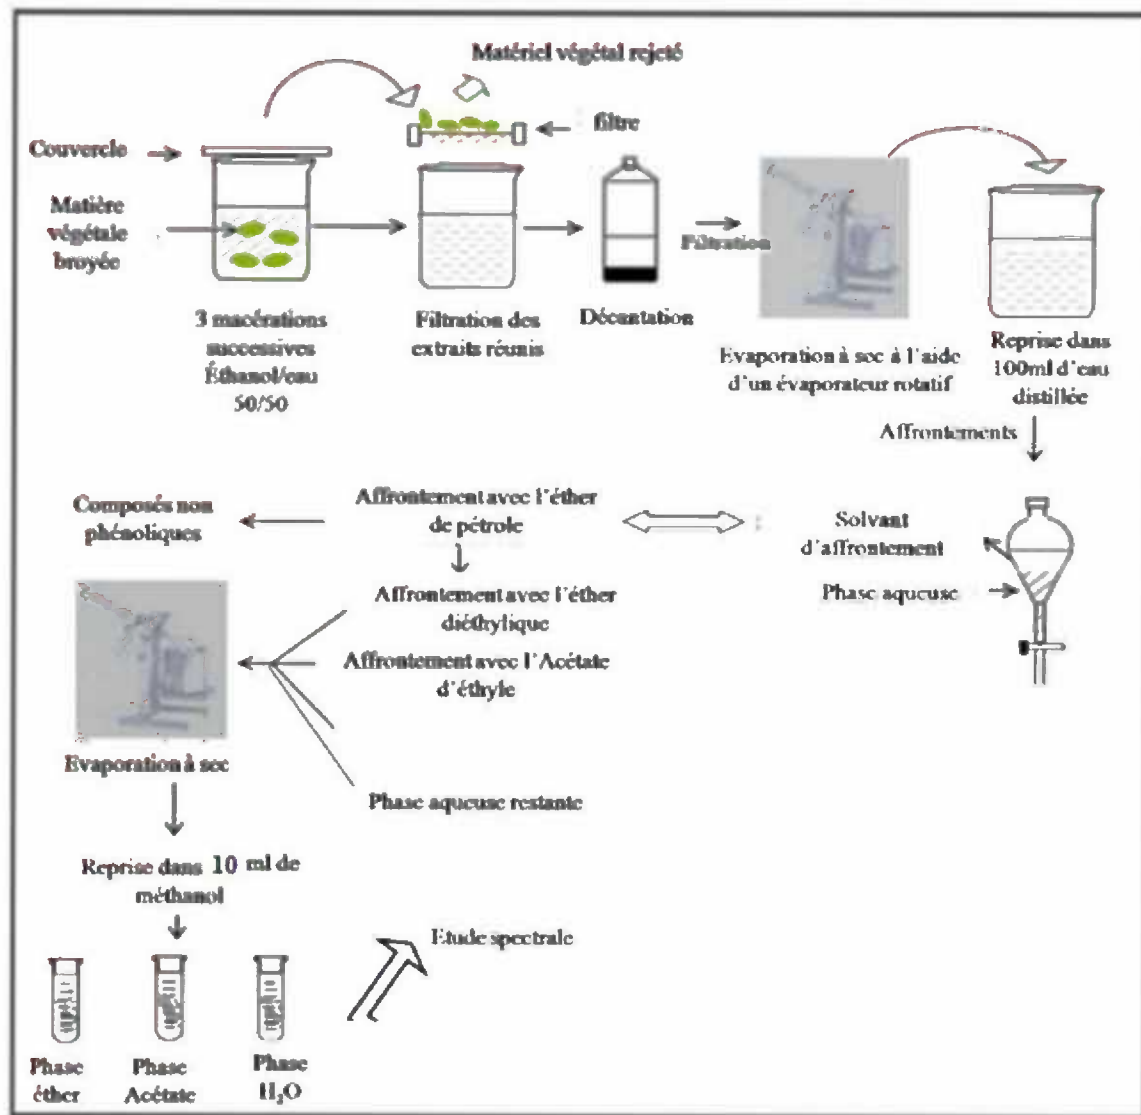 Matériel végétal rejeté
filtre
Couvercle
Matière
végétale
broyée
3 macérations
successives
Éthanol/eau
50/50
Filtration des
extraits réunis
Décantation
Filtration
Evaporation à sec à l'aide
d'un évaporateur rotatif
Reprise dans
100ml d'eau
distillée
Affrontements
Composés non
phénoliques
Affrontement avec l'éther
de pétrole
:
Solvant
d'affrontement
Phase aqueuse
Affrontement avec l'éther
diéthylique
Affrontement avec l'Acétate
d'éthyle
Evaporation à sec
Phase aqueuse restante
Reprise dans 10 ml de
méthanol
Etude spectrale
Phase
éther
Phase
Acétate
Phase
H₂O